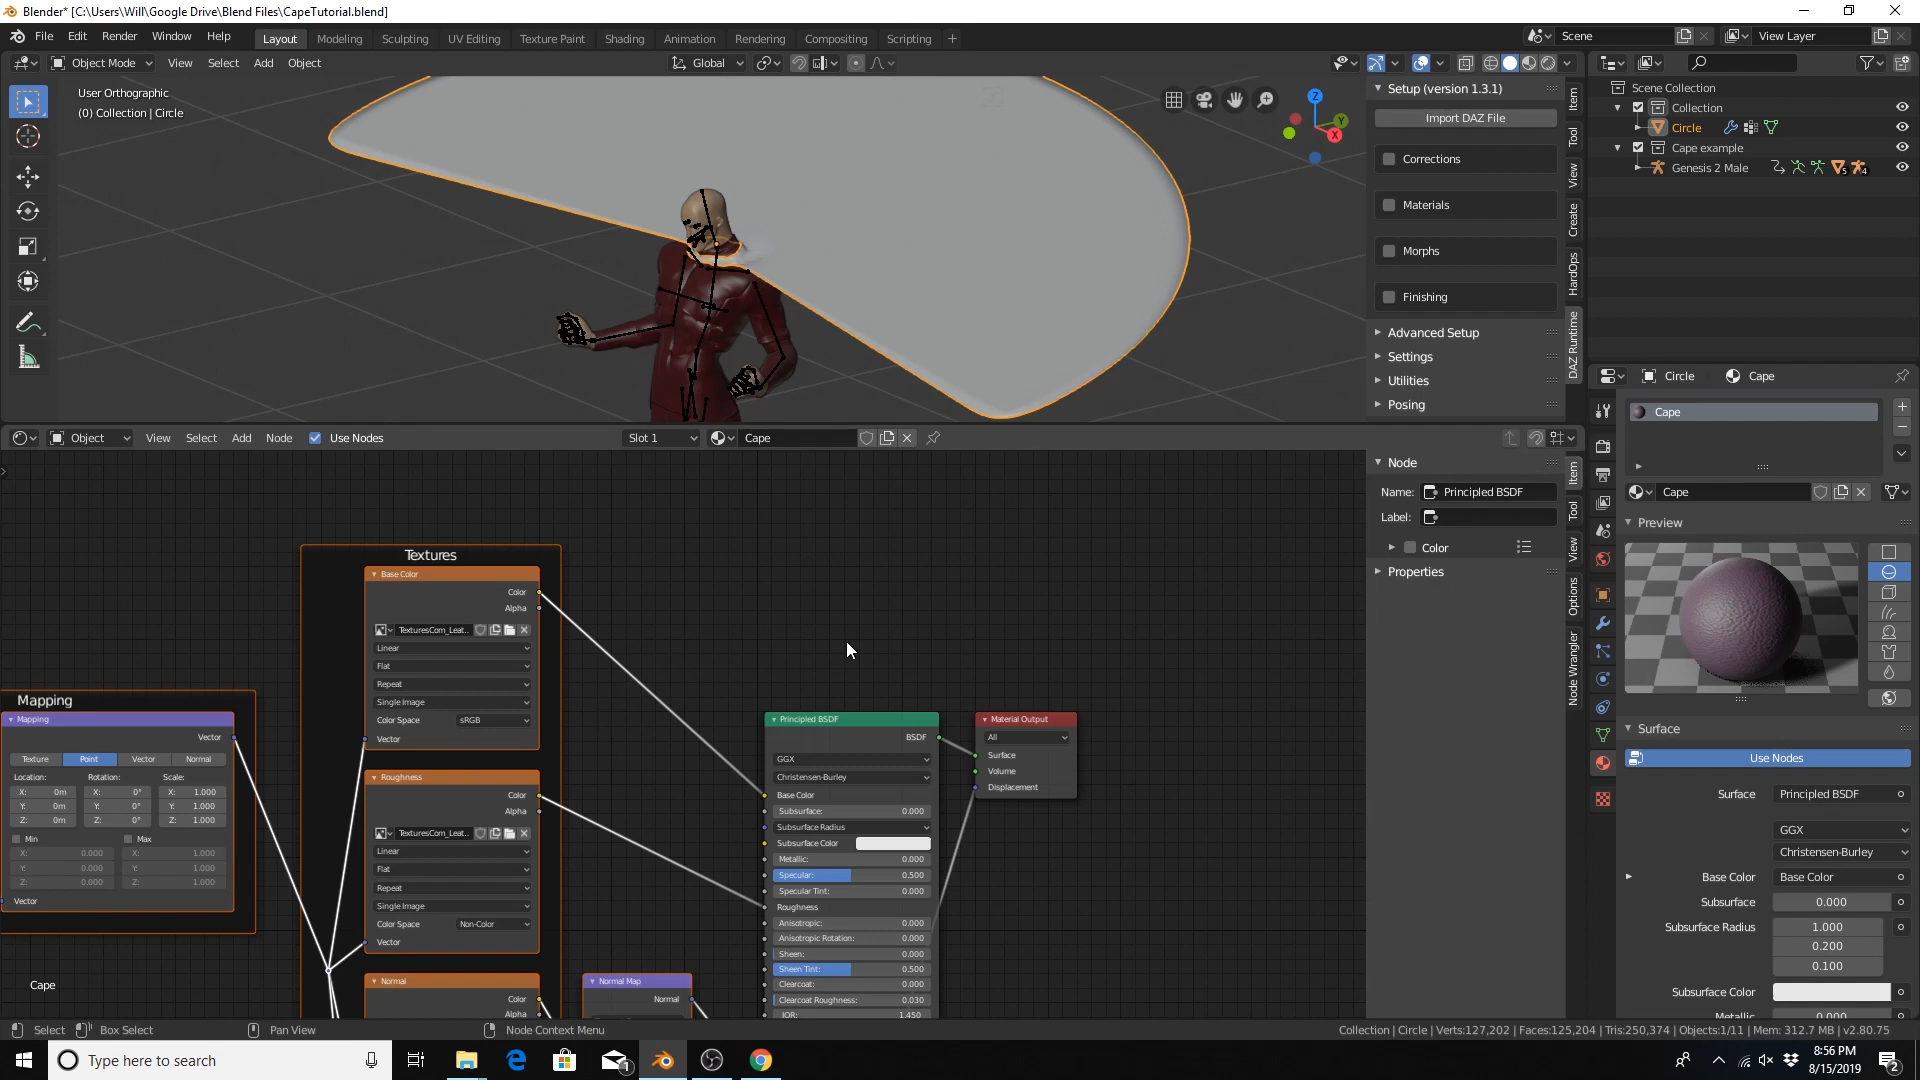 Blender* [C:\Users\Will\Google Drive\Blend Files\CapeTutorial.blend]
File Edit Render Window Help Layout Modeling Sculpting UV Editing Texture Paint Shading Animation Rendering Compositing Scripting + Scene View Layer
Object Mode View Select Add Object Global
User Orthographic
(0) Collection | Circle
Z
Y
X
Setup (version 1.3.1)
Import DAZ File
Corrections
Materials
Morphs
Finishing
Advanced Setup
Settings
Utilities
Posing
Item
Tool
View
Create
HardOps
DAZ Runtime
Scene Collection
Collection
Circle
Cape example
Genesis 2 Male 5 4
Circle Cape
Cape
Cape
Preview
Surface
Use Nodes
Surface Principled BSDF
GGX
Christensen-Burley
Base Color Base Color
Subsurface 0.000
Subsurface Radius 1.000
0.200
0.100
Subsurface Color
Metallic 0.000
Object View Select Add Node Use Nodes Slot 1 Cape
Node
Name: Principled BSDF
Label:
Color
Properties
Item
Tool
View
Options
Node Wrangler
Textures
Base Color
Color
Alpha
TexturesCom_Leat..
Linear
Flat
Repeat
Single Image
Color Space sRGB
Vector
Roughness
Color
Alpha
TexturesCom_Leat..
Linear
Flat
Repeat
Single Image
Color Space Non-Color
Vector
Normal
Color
Alpha
Normal Map
Normal
Mapping
Mapping
Vector
Texture Point Vector Normal
Location: Rotation: Scale:
X: 0m X: 0° X: 1.000
Y: 0m Y: 0° Y: 1.000
Z: 0m Z: 0° Z: 1.000
Min Max
X: 0.000 X: 1.000
Y: 0.000 Y: 1.000
Z: 0.000 Z: 1.000
Vector
Principled BSDF
BSDF
GGX
Christensen-Burley
Base Color
Subsurface: 0.000
Subsurface Radius
Subsurface Color
Metallic: 0.000
Specular: 0.500
Specular Tint: 0.000
Roughness
Anisotropic: 0.000
Anisotropic Rotation: 0.000
Sheen: 0.000
Sheen Tint: 0.500
Clearcoat: 0.000
Clearcoat Roughness: 0.030
IOR: 1.450
Material Output
All
Surface
Volume
Displacement
Cape
Select Box Select Pan View Node Context Menu Collection | Circle | Verts:127,202 | Faces:125,204 | Tris:250,374 | Objects:1/11 | Mem: 312.7 MB | v2.80.75
Type here to search 1 8:56 PM
8/15/2019 2